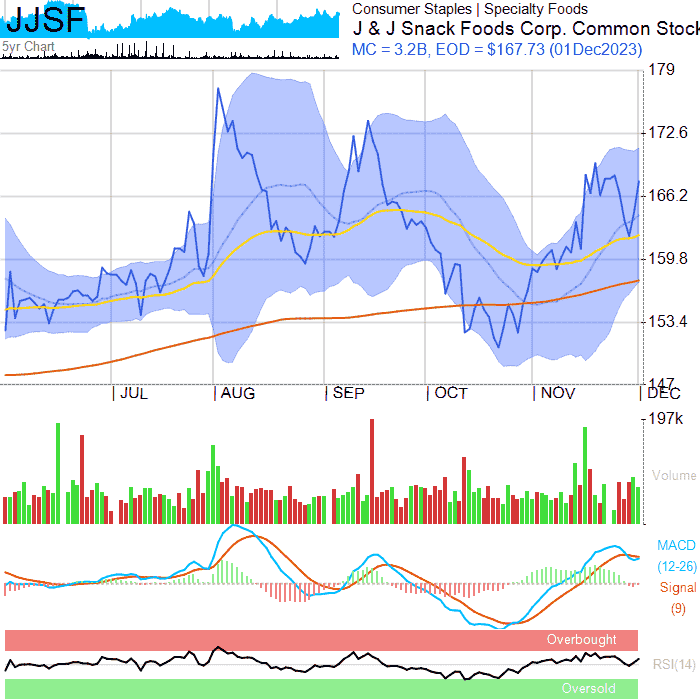 JJSF
5yr Chart
Consumer Staples | Specialty Foods
J & J Snack Foods Corp. Common Stock
MC = 3.2B, EOD = $167.73 (01Dec2023)
179
172.6
166.2
159.8
153.4
147
JUL AUG SEP OCT NOV DEC
197k
Volume
MACD
(12-26)
Signal
(9)
Overbought
RSI(14)
Oversold